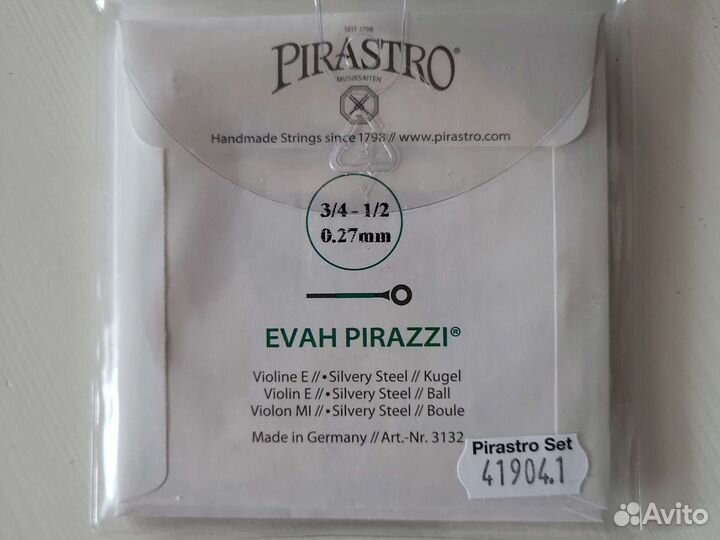 SEIT 1798
PIRASTRO®
MUSIKSAITEN
Handmade Strings since 1798 // www.pirastro.com
3/4 - 1/2
0.27mm
EVAH PIRAZZI®
Violine E // • Silvery Steel // Kugel
Violin E // • Silvery Steel // Ball
Violon MI // • Silvery Steel // Boule
Made in Germany // Art.-Nr. 3132
Pirastro Set
41904.1
Avito